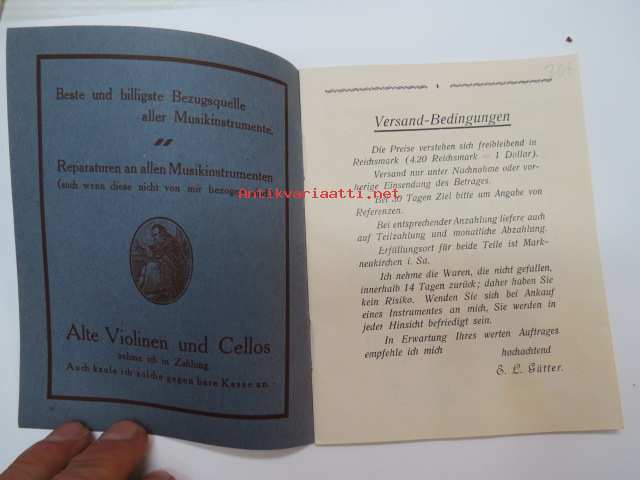 Beste und billigste Bezugsquelle
aller Musikinstrumente.
Reparaturen an allen Musikinstrumenten
(auch wenn diese nicht von mir bezogen
Alte Violinen und Cellos
nehme ich in Zahlung.
Auch kaufe ich solche gegen bare Kasse an.
Antikvariaatti.net
1
Versand-Bedingungen
Die Preise verstehen sich freibleibend in
Reichsmark (4.20 Reichsmark = 1 Dollar).
Versand nur unter Nachnahme oder vor-
herige Einsendung des Betrages.
Bei 30 Tagen Ziel bitte um Angabe von
Referenzen.
Bei entsprechender Anzahlung liefere auch
auf Teilzahlung und monatliche Abzahlung.
Erfüllungsort für beide Teile ist Mark-
neukirchen i. Sa.
Ich nehme die Waren, die nicht gefallen,
innerhalb 14 Tagen zurück; daher haben Sie
kein Risiko. Wenden Sie sich bei Ankauf
eines Instrumentes an mich, Sie werden in
jeder Hinsicht befriedigt sein.
In Erwartung Ihres werten Auftrages
empfehle ich mich hochachtend
E. L. Gütter.